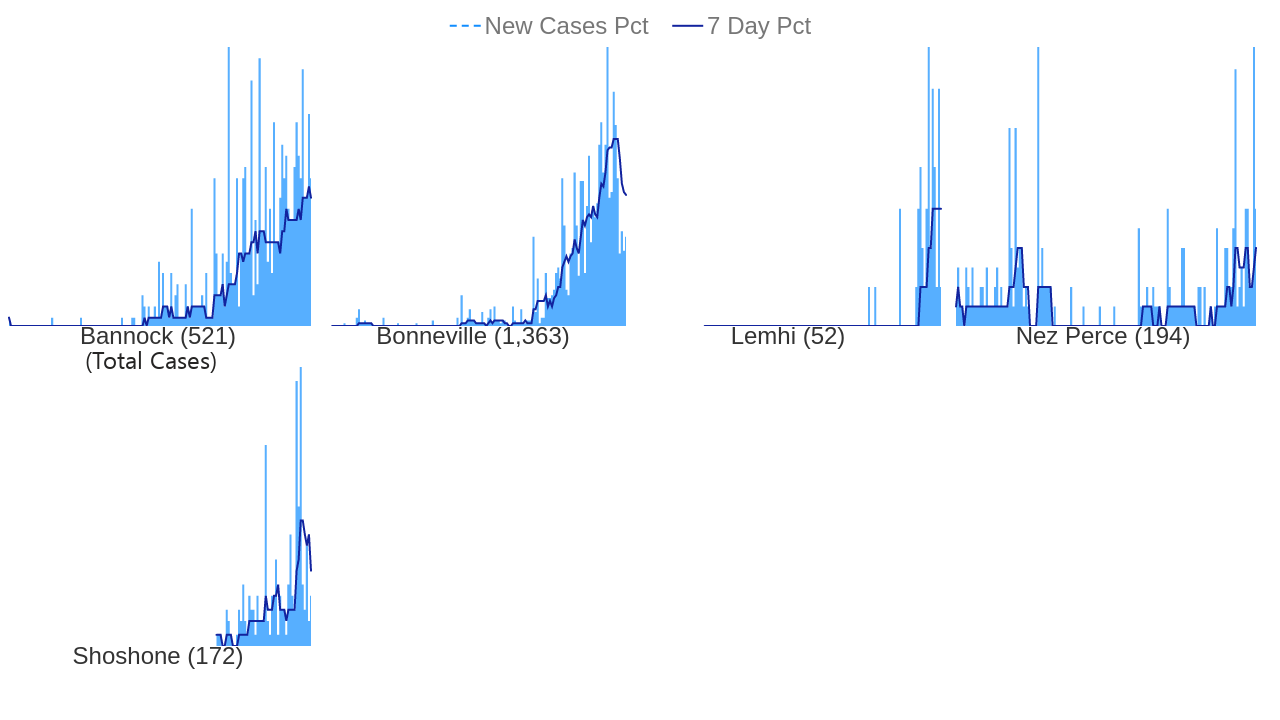 New Cases Pct 7 Day Pct
Bannock (521) Bonneville (1,363) Lemhi (52) Nez Perce (194)
(Total Cases)
Shoshone (172)